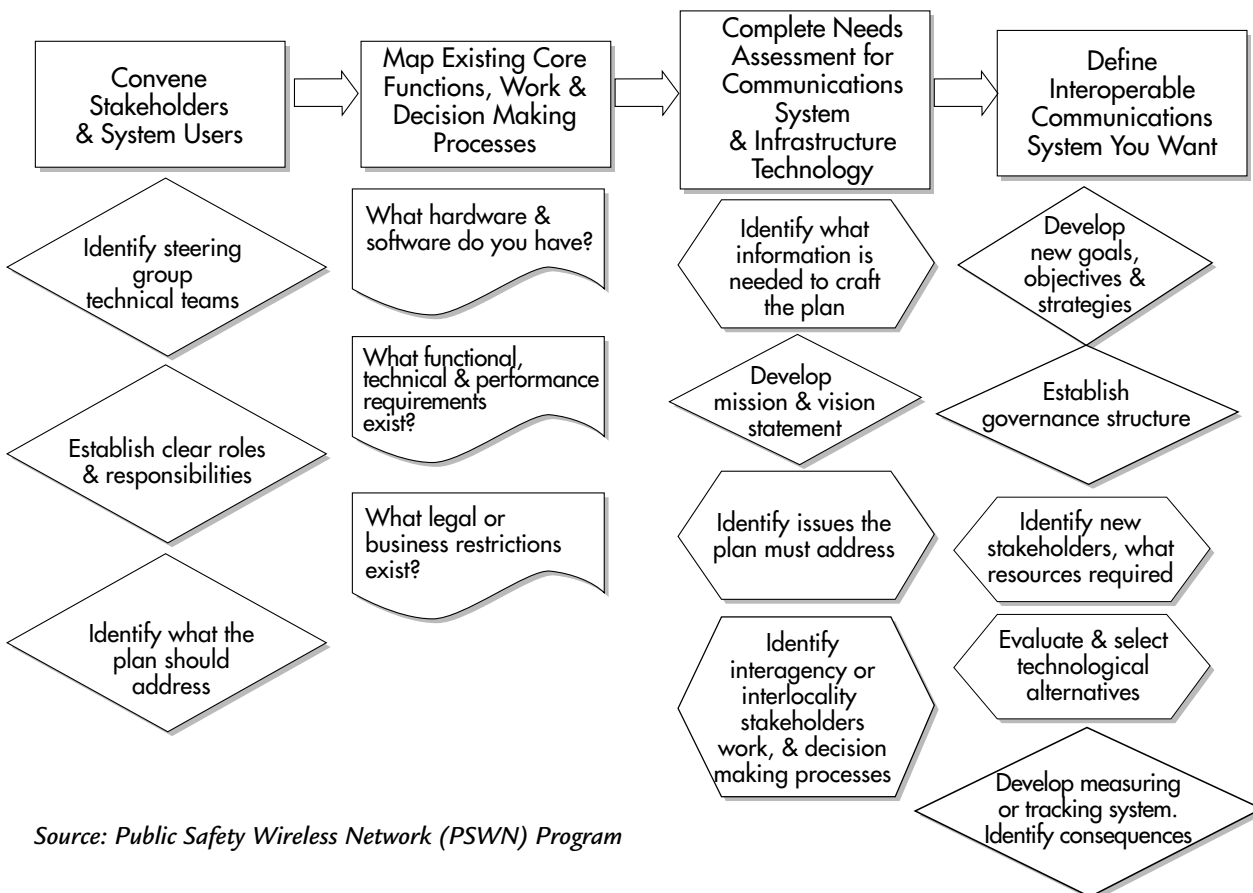 Convene
Stakeholders
& System Users
Map Existing Core
Functions, Work &
Decision Making
Processes
Complete Needs
Assessment for
Communications
System
& Infrastructure
Technology
Define
Interoperable
Communications
System You Want
Identify steering
group
technical teams
Establish clear roles
& responsibilities
Identify what the
plan should
address
What hardware &
software do you have?
What functional,
technical & performance
requirements
exist?
What legal or
business restrictions
exist?
Identify what
information is
needed to craft
the plan
Develop
mission & vision
statement
Identify issues the
plan must address
Identify
interagency or
interlocality
stakeholders
work, & decision
making processes
Develop
new goals,
objectives &
strategies
Establish
governance structure
Identify new
stakeholders, what
resources required
Evaluate & select
technological
alternatives
Develop measuring
or tracking system.
Identify consequences
Source: Public Safety Wireless Network (PSWN) Program